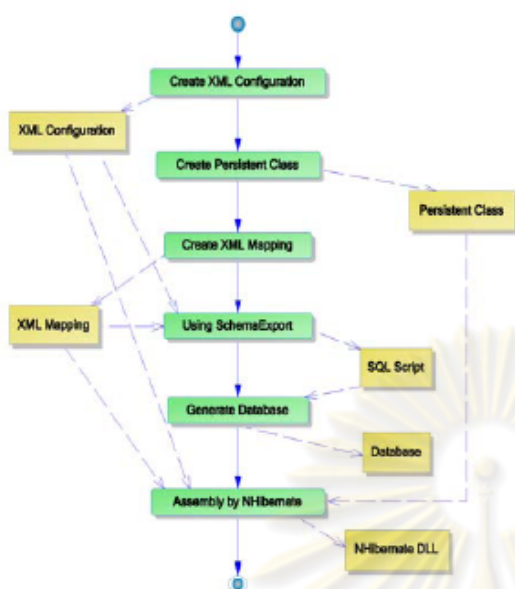 Create XML Configuration
XML Configuration
Create Persistent Class
Persistent Class
Create XML Mapping
XML Mapping
Using SchemaExport
SQL Script
Generate Database
Database
Assembly by NHibernate
NHibernate DLL